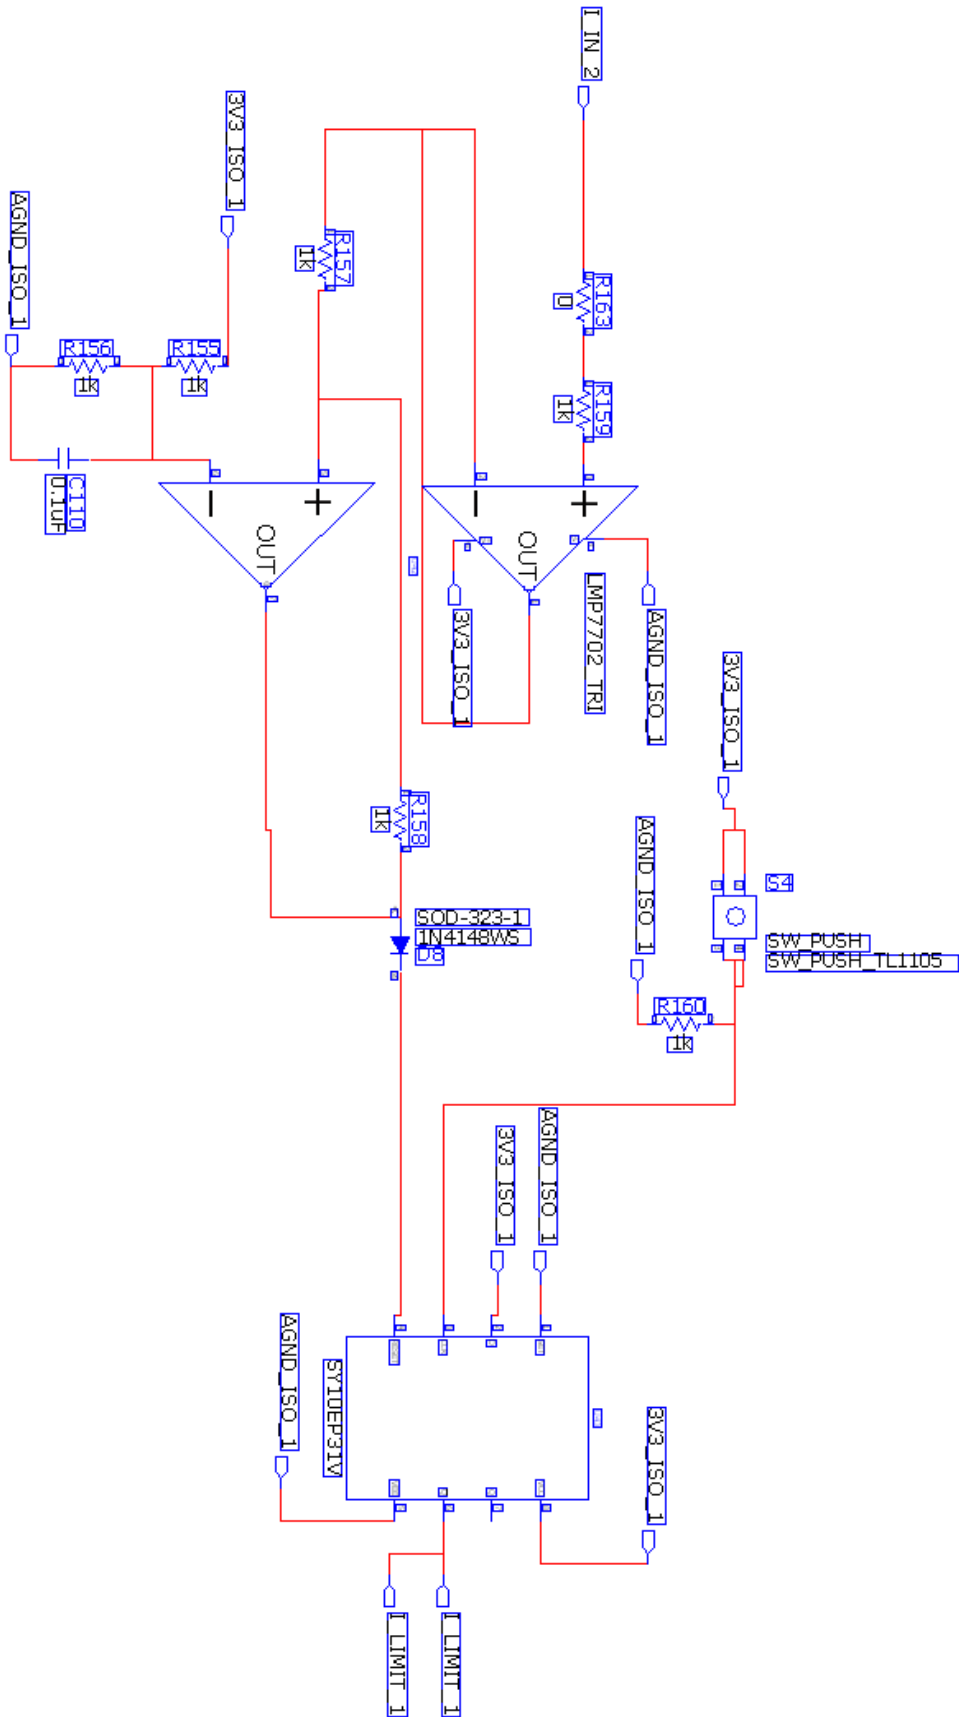 I_IN_2
3V3_ISO_1
AGND_ISO_1
R157
1k
R163
0
R156
1k
R155
1k
R159
1k
C110
0.1uF
OUT
OUT
LMP7702_TRI
3V3_ISO_1
AGND_ISO_1
3V3_ISO_1
R158
1k
AGND_ISO_1
S4
SW_PUSH
SW_PUSH_TL1105
SOD-323-1
1N4148WS
D8
R160
1k
3V3_ISO_1
AGND_ISO_1
AGND_ISO_1
SY10EP31V
3V3_ISO_1
I_LIMIT_1
I_LIMIT_1